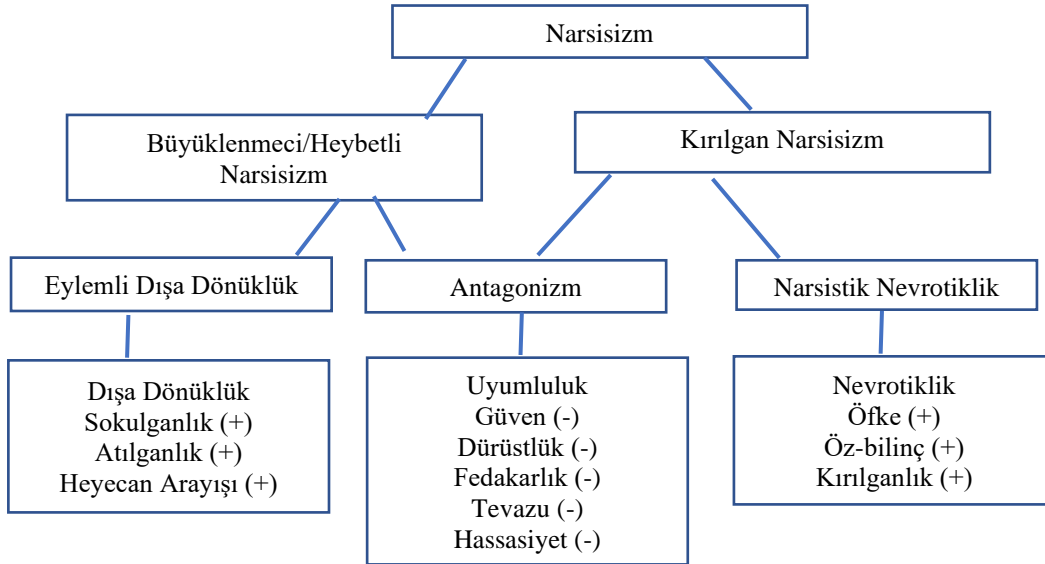 Narsisizm
Büyüklenmeci/Heybetli
Narsisizm
Kırılgan Narsisizm
Eylemli Dışa Dönüklük
Antagonizm
Narsistik Nevrotiklik
Dışa Dönüklük
Sokulganlık (+)
Atılganlık (+)
Heyecan Arayışı (+)
Uyumluluk
Güven (-)
Dürüstlük (-)
Fedakarlık (-)
Tevazu (-)
Hassasiyet (-)
Nevrotiklik
Öfke (+)
Öz-bilinç (+)
Kırılganlık (+)